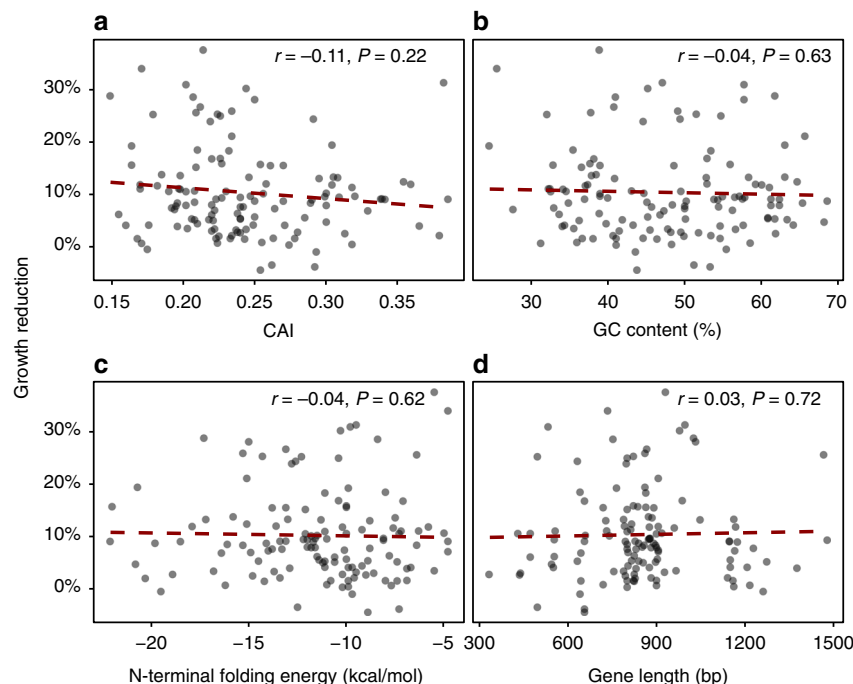 a
b
r = –0.11, P = 0.22
r = –0.04, P = 0.63
30%
20%
10%
0%
0.15 0.20 0.25 0.30 0.35
30 40 50 60 70
CAI
GC content (%)
Growth reduction
c
d
r = –0.04, P = 0.62
r = 0.03, P = 0.72
30%
20%
10%
0%
–20 –15 –10 –5
300 600 900 1200 1500
N-terminal folding energy (kcal/mol)
Gene length (bp)